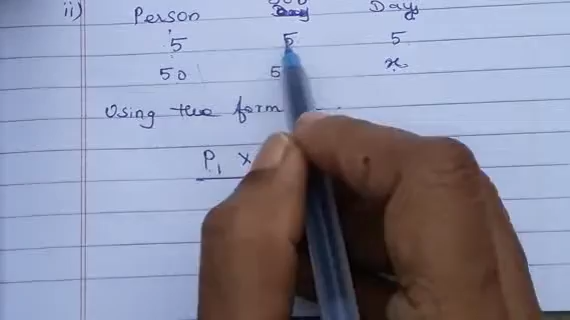 ii) Person Day
5 5 5
50 5 x
Using the form
P₁ x